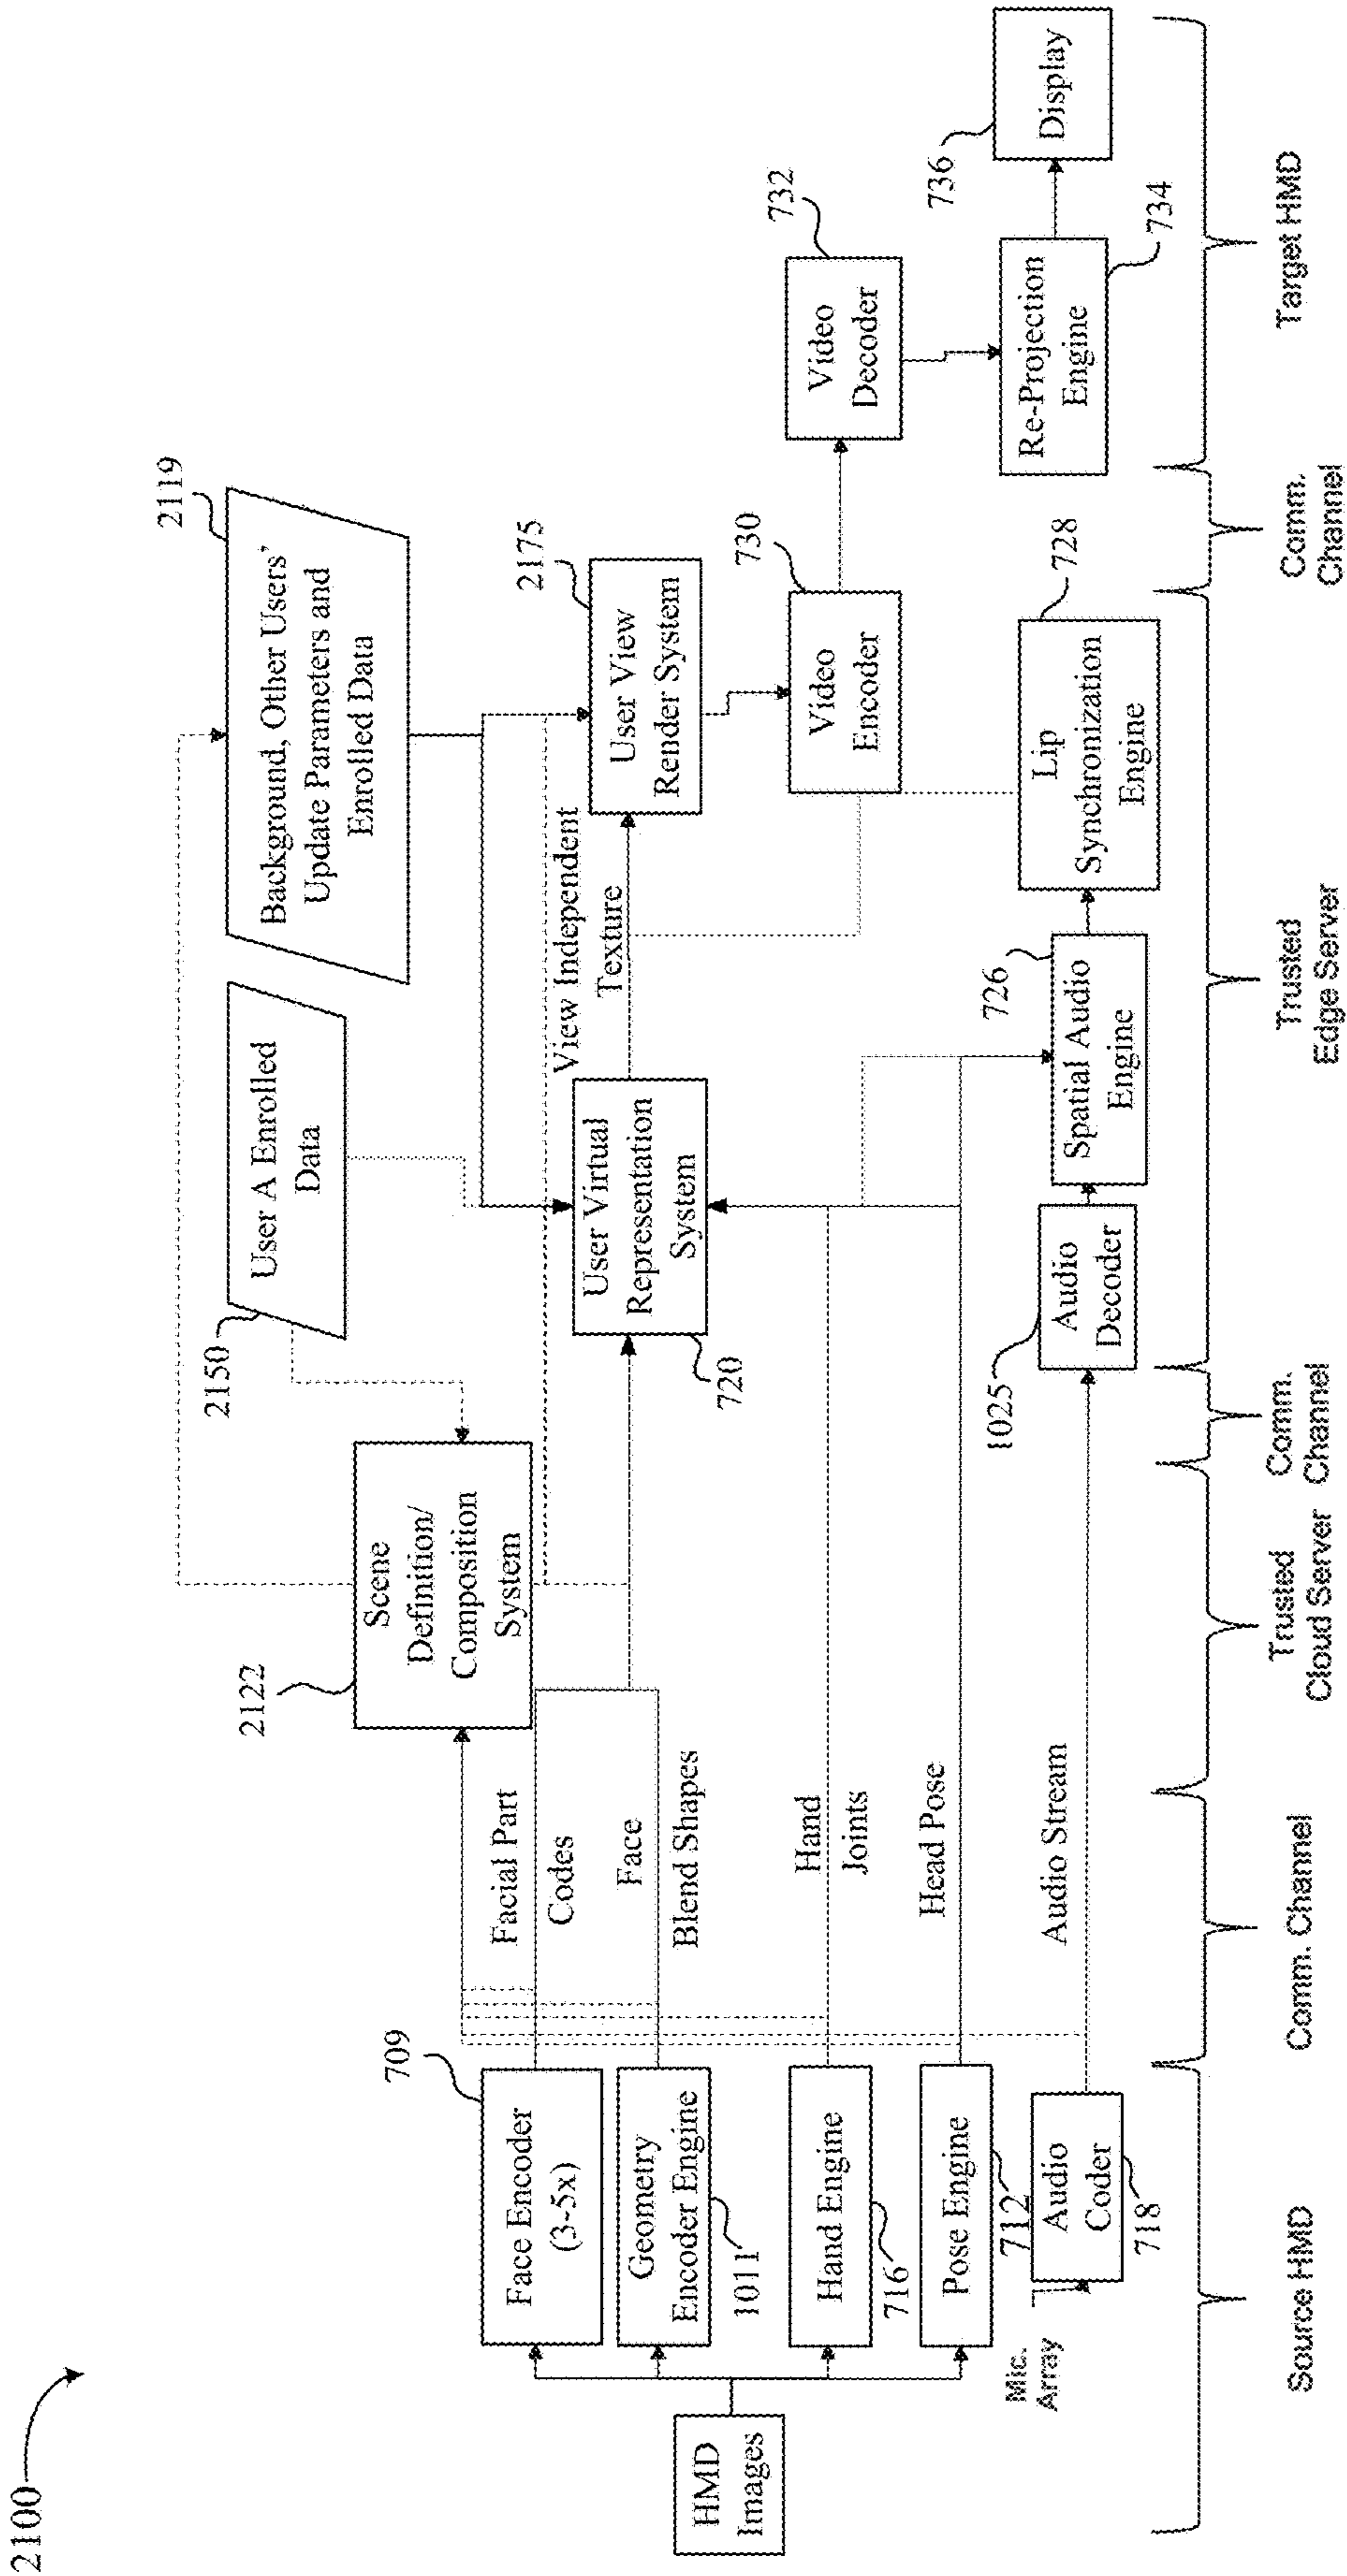 2100
HMD
Images
Face Encoder
(3-5x)
709
Geometry
Encoder Engine
1011
Hand Engine
716
Pose Engine
712
Mic.
Array
Audio
Coder
718
Facial Part
Codes
Face
Blend Shapes
Hand
Joints
Head Pose
Audio Stream
2122
Scene
Definition/
Composition
System
2150
User A Enrolled
Data
2119
Background, Other Users'
Update Parameters and
Enrolled Data
User Virtual
Representation
System
720
View Independent
Texture
2175
User View
Render System
1025
Audio
Decoder
726
Spatial Audio
Engine
Lip
Synchronization
Engine
728
730
Video
Encoder
732
Video
Decoder
Re-Projection
Engine
734
736
Display
Source HMD
Comm. Channel
Trusted
Cloud Server
Comm.
Channel
Trusted
Edge Server
Comm.
Channel
Target HMD